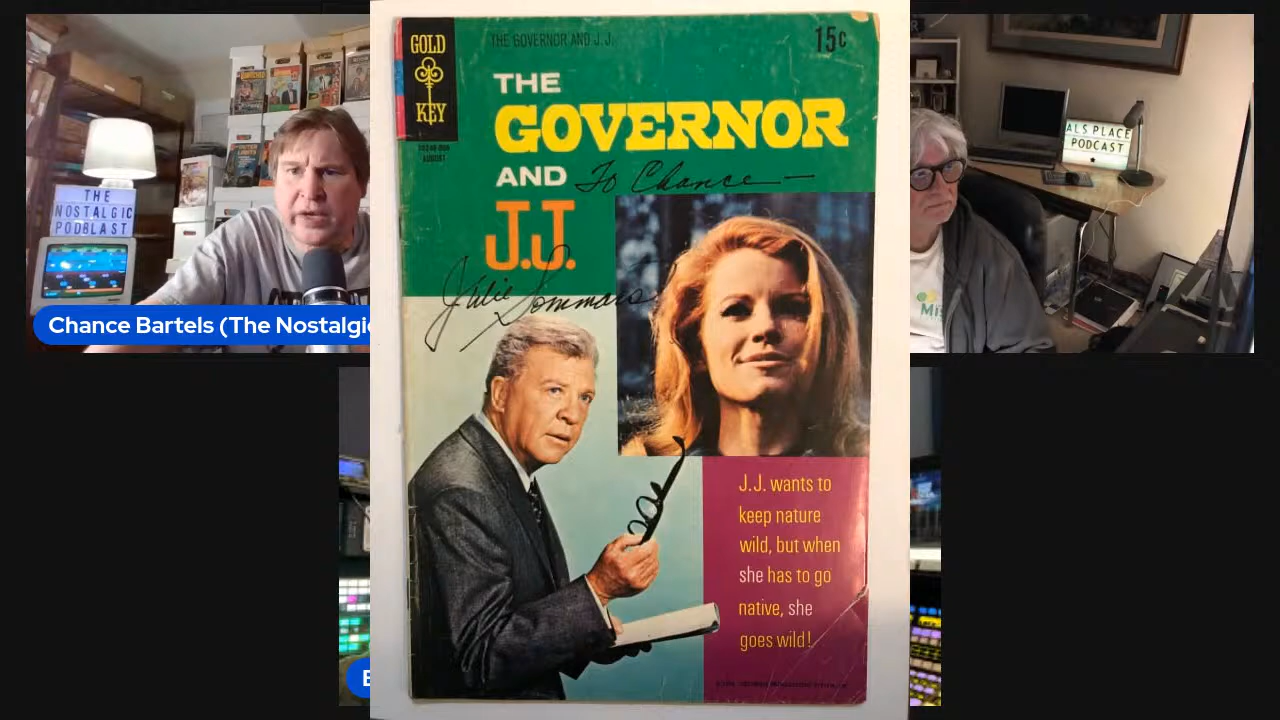 THE GOVERNOR AND J.J.
15¢
GOLD
KEY
AUGUST
THE
GOVERNOR
AND
To Chance —
J.J.
Julie Sommars
J.J. wants to
keep nature
wild, but when
she has to go
native, she
goes wild!
THE
NOSTALGIC
PODBLAST
Chance Bartels (The Nostalgic
ALS PLACE
PODCAST